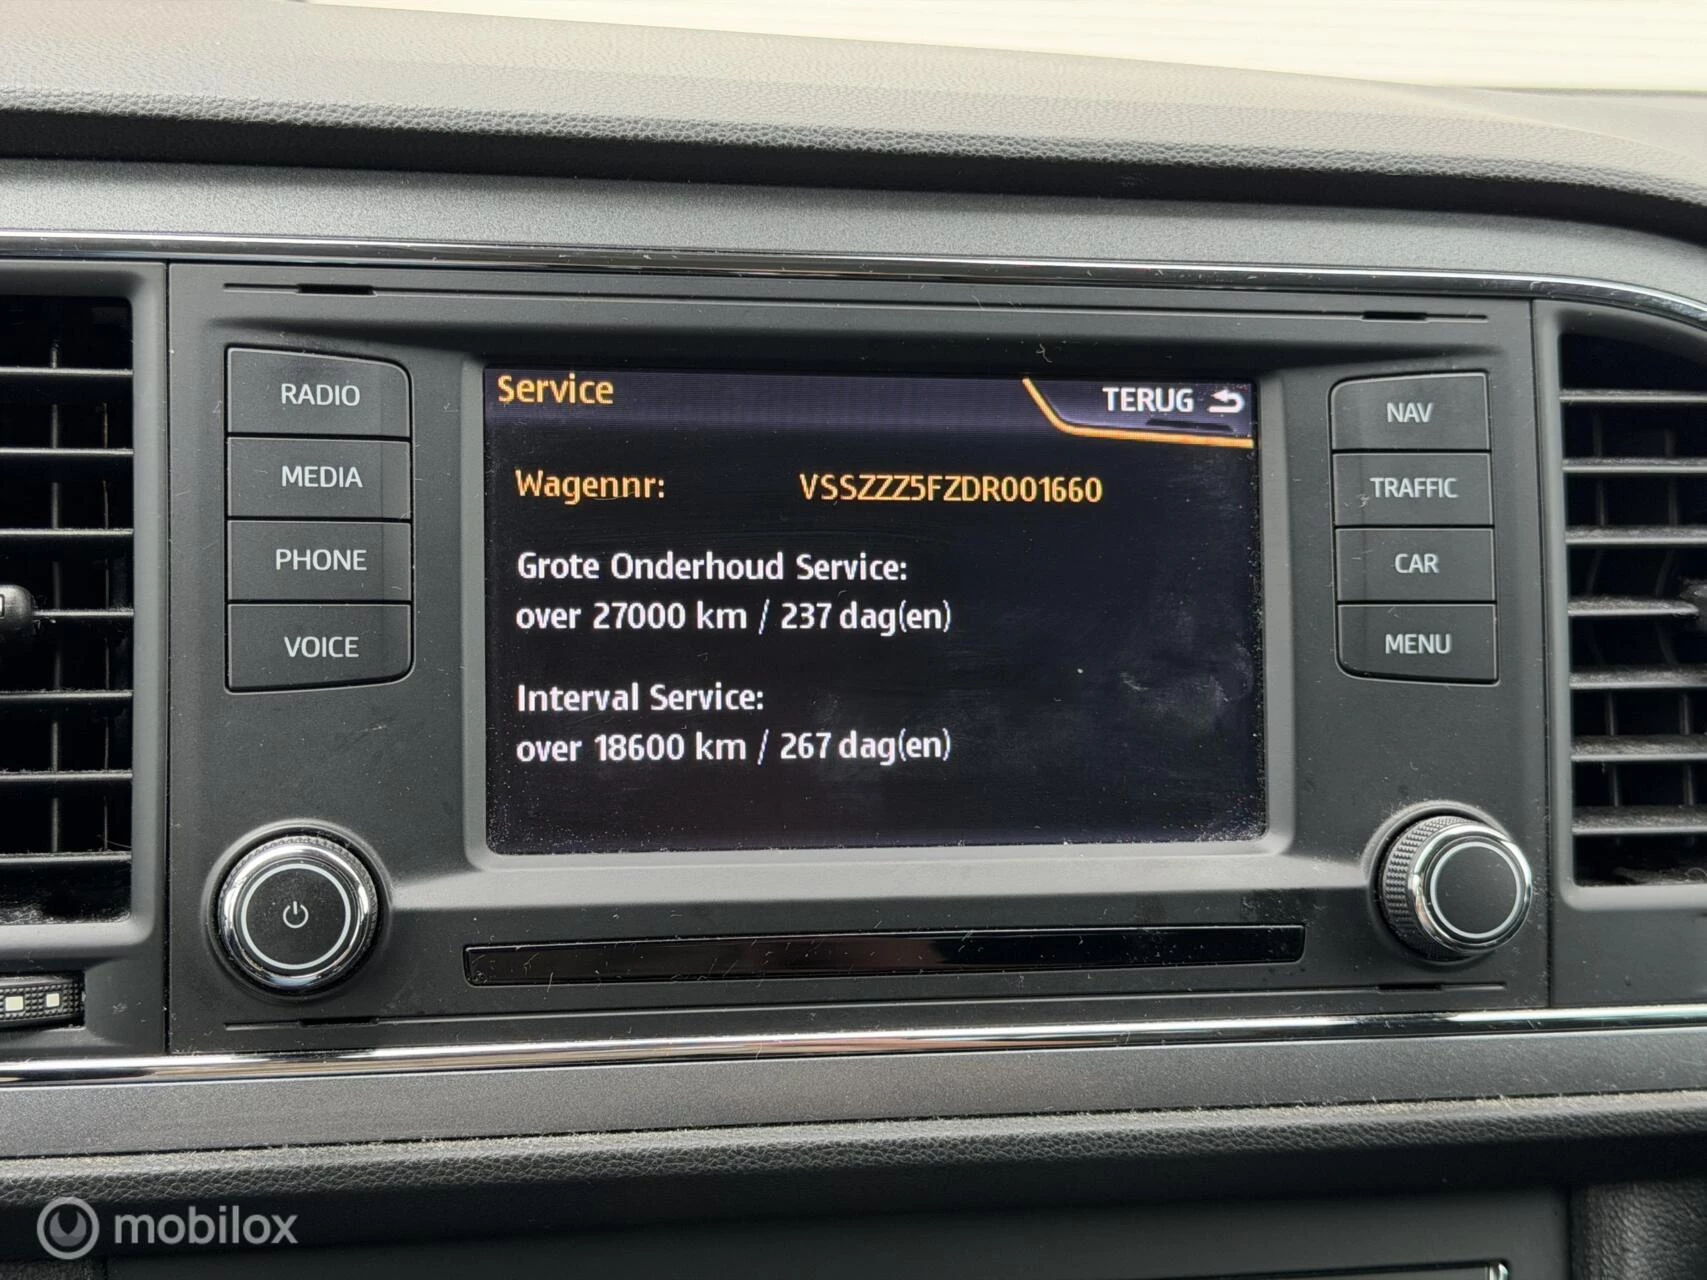 RADIO
MEDIA
PHONE
VOICE
Service
TERUG
Wagennr: VSSZZZ5FZDR001660
Grote Onderhoud Service:
over 27000 km / 237 dag(en)
Interval Service:
over 18600 km / 267 dag(en)
NAV
TRAFFIC
CAR
MENU
mobilox